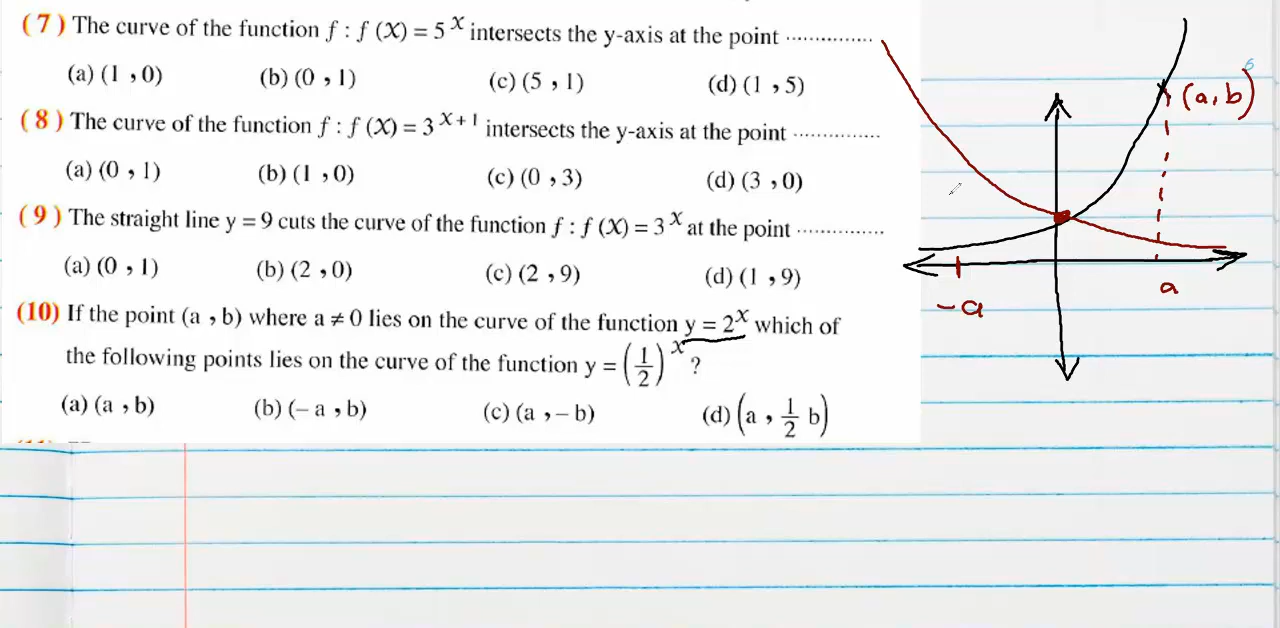 (7) The curve of the function f : f (X) = 5^X intersects the y-axis at the point ...............
(a) (1 , 0) (b) (0 , 1) (c) (5 , 1) (d) (1 , 5)
(8) The curve of the function f : f (X) = 3^{X+1} intersects the y-axis at the point ...............
(a) (0 , 1) (b) (1 , 0) (c) (0 , 3) (d) (3 , 0)
(9) The straight line y = 9 cuts the curve of the function f : f (X) = 3^X at the point ...............
(a) (0 , 1) (b) (2 , 0) (c) (2 , 9) (d) (1 , 9)
(10) If the point (a , b) where a ≠ 0 lies on the curve of the function y = 2^X which of
the following points lies on the curve of the function y = (1/2)^X ?
(a) (a , b) (b) (– a , b) (c) (a , – b) (d) (a , 1/2 b)
(a, b)
-a
a